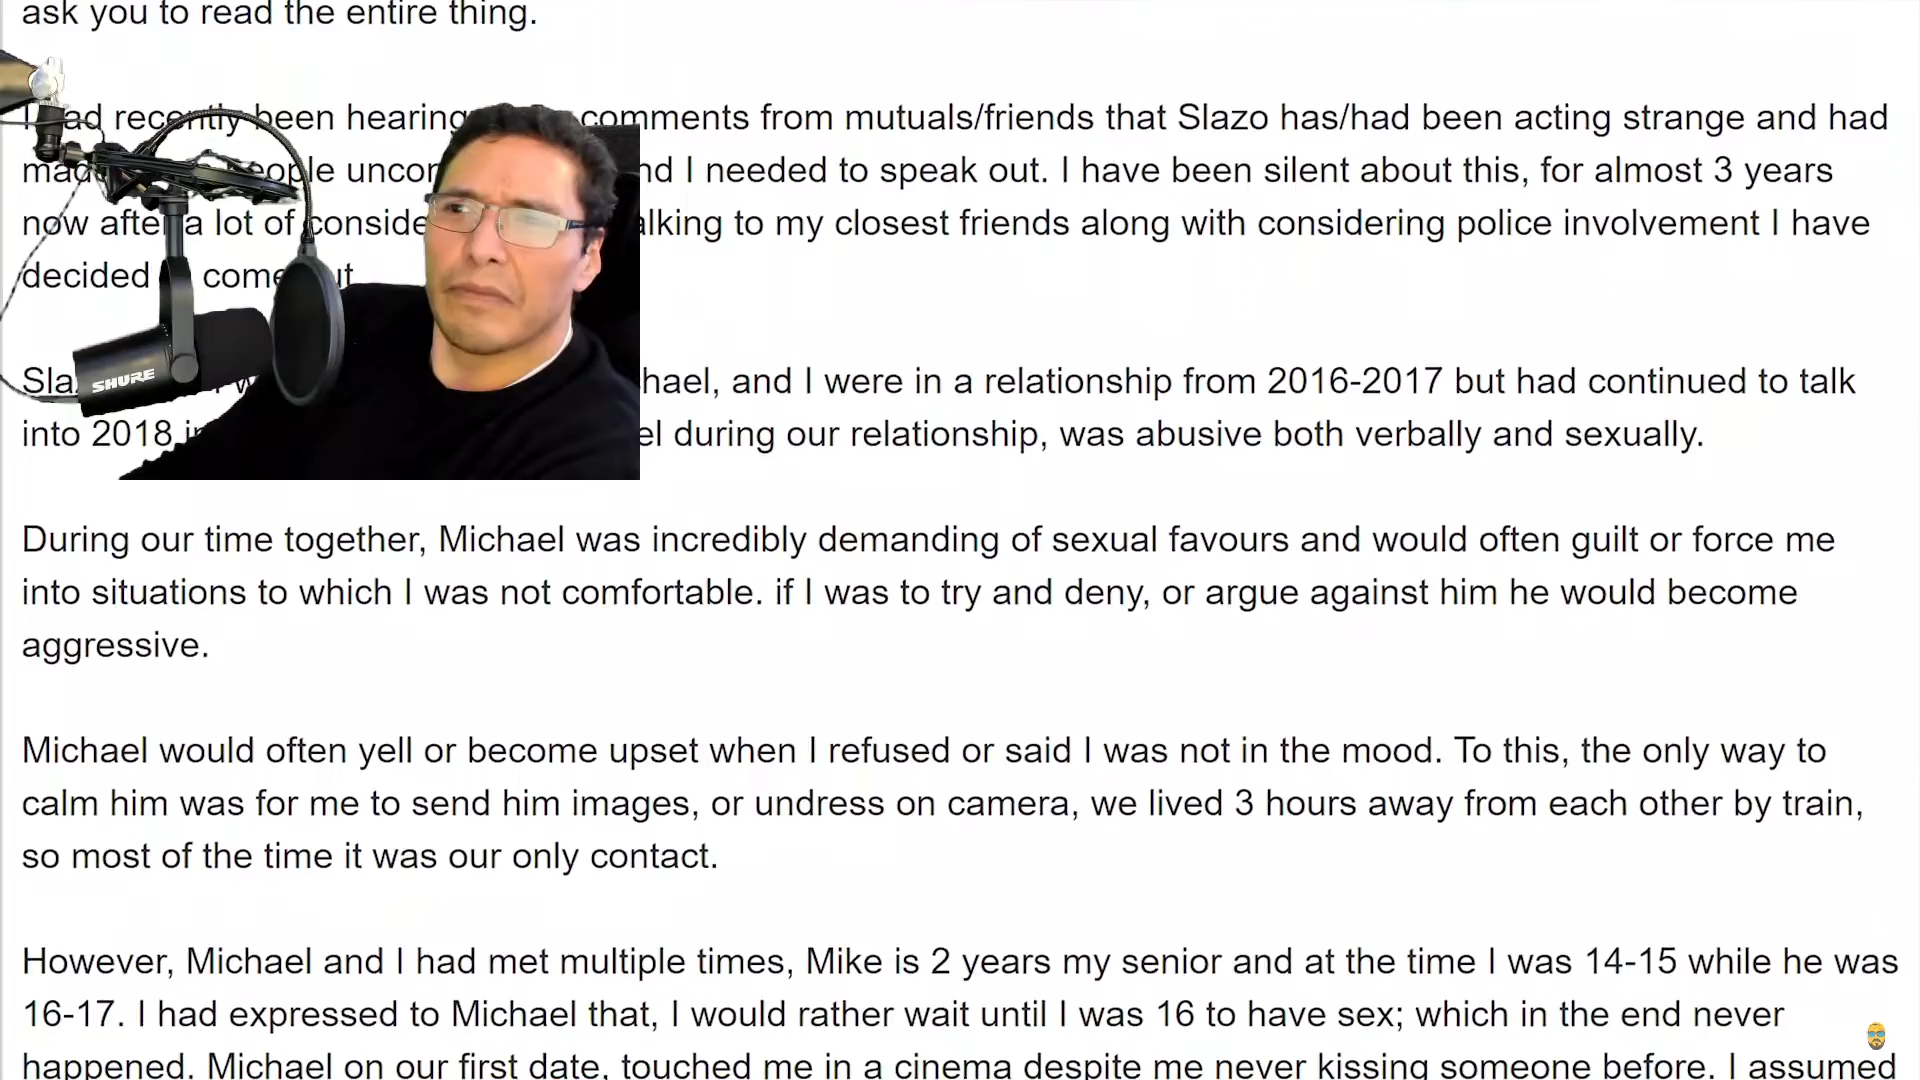 ask you to read the entire thing.
had recently been hearing comments from mutuals/friends that Slazo has/had been acting strange and had
I needed to speak out. I have been silent about this, for almost 3 years
now after a lot of to my closest friends along with considering police involvement I have
decided come
and I were in a relationship from 2016-2017 but had continued to talk
into 2018 during our relationship, was abusive both verbally and sexually.
SHURE
During our time together, Michael was incredibly demanding of sexual favours and would often guilt or force me
into situations to which I was not comfortable. if I was to try and deny, or argue against him he would become
aggressive.
Michael would often yell or become upset when I refused or said I was not in the mood. To this, the only way to
calm him was for me to send him images, or undress on camera, we lived 3 hours away from each other by train,
so most of the time it was our only contact.
However, Michael and I had met multiple times, Mike is 2 years my senior and at the time I was 14-15 while he was
16-17. I had expressed to Michael that, I would rather wait until I was 16 to have sex; which in the end never
happened. Michael on our first date, touched me in a cinema despite me never kissing someone before. I assumed